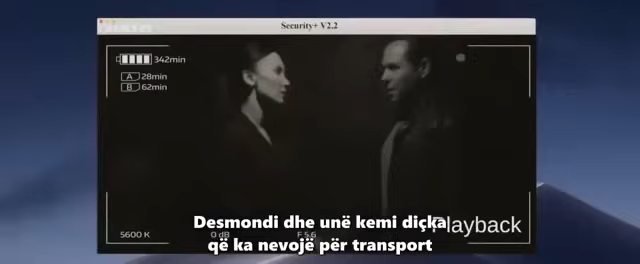 Security+ V2.2
342min
A 28min
B 62min
Playback
5600 K 0 dB F 5.6
Desmondi dhe unë kemi diçka
që ka nevojë për transport